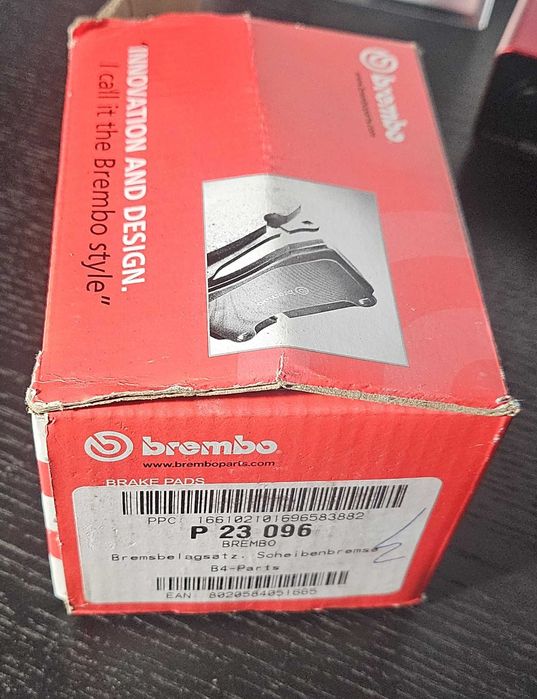 "INNOVATION AND DESIGN.
I call it the Brembo style"
brembo
www.bremboparts.com
brembo
www.bremboparts.com
BRAKE PADS
PPC: 166102101696583882
P 23 096
BREMBO
Bremsbelagsatz, Scheibenbremse
B4-Parts
EAN: 8020584051665